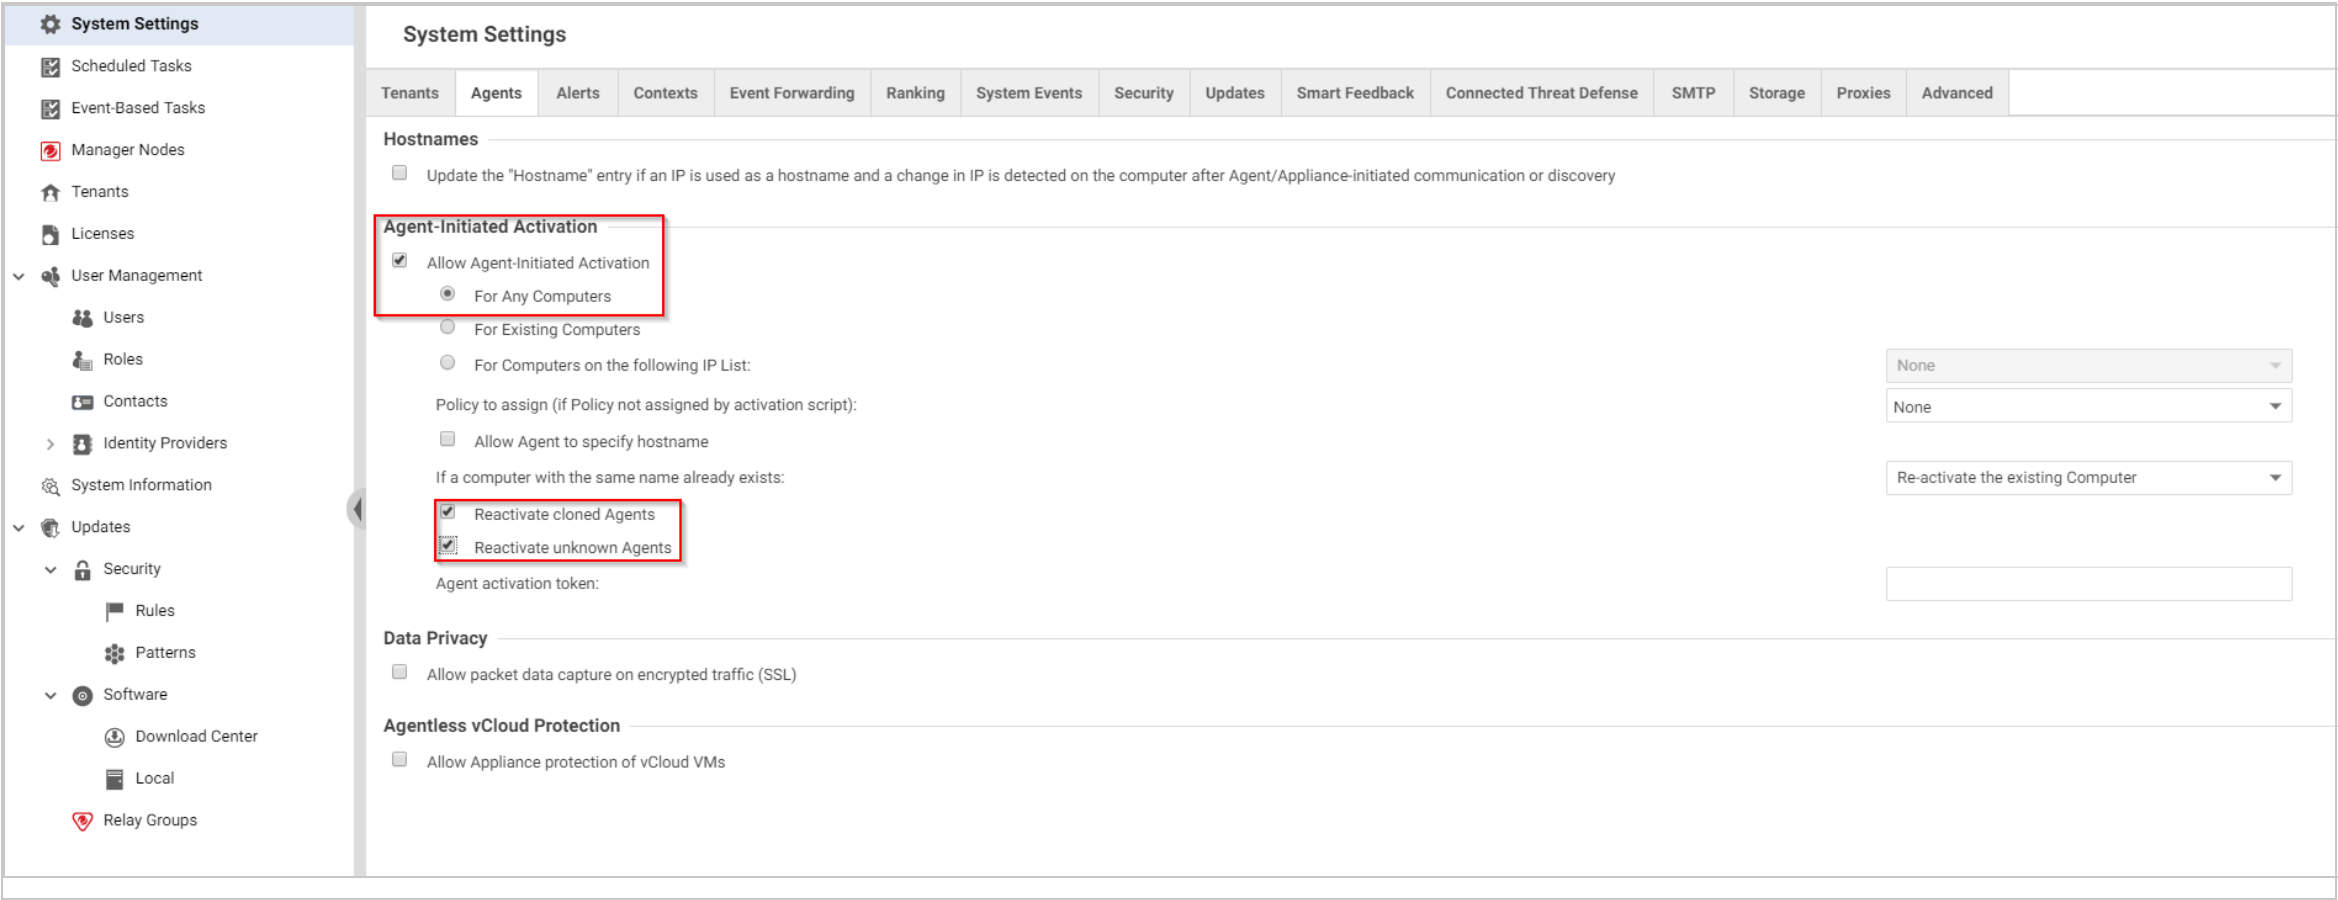 System Settings
Scheduled Tasks
Event-Based Tasks
Manager Nodes
Tenants
Licenses
User Management
Users
Roles
Contacts
Identity Providers
System Information
Updates
Security
Rules
Patterns
Software
Download Center
Local
Relay Groups
System Settings
Tenants Agents Alerts Contexts Event Forwarding Ranking System Events Security Updates Smart Feedback Connected Threat Defense SMTP Storage Proxies Advanced
Hostnames
Update the "Hostname" entry if an IP is used as a hostname and a change in IP is detected on the computer after Agent/Appliance-initiated communication or discovery
Agent-Initiated Activation
Allow Agent-Initiated Activation
For Any Computers
For Existing Computers
For Computers on the following IP List: None
Policy to assign (if Policy not assigned by activation script): None
Allow Agent to specify hostname
If a computer with the same name already exists: Re-activate the existing Computer
Reactivate cloned Agents
Reactivate unknown Agents
Agent activation token:
Data Privacy
Allow packet data capture on encrypted traffic (SSL)
Agentless vCloud Protection
Allow Appliance protection of vCloud VMs